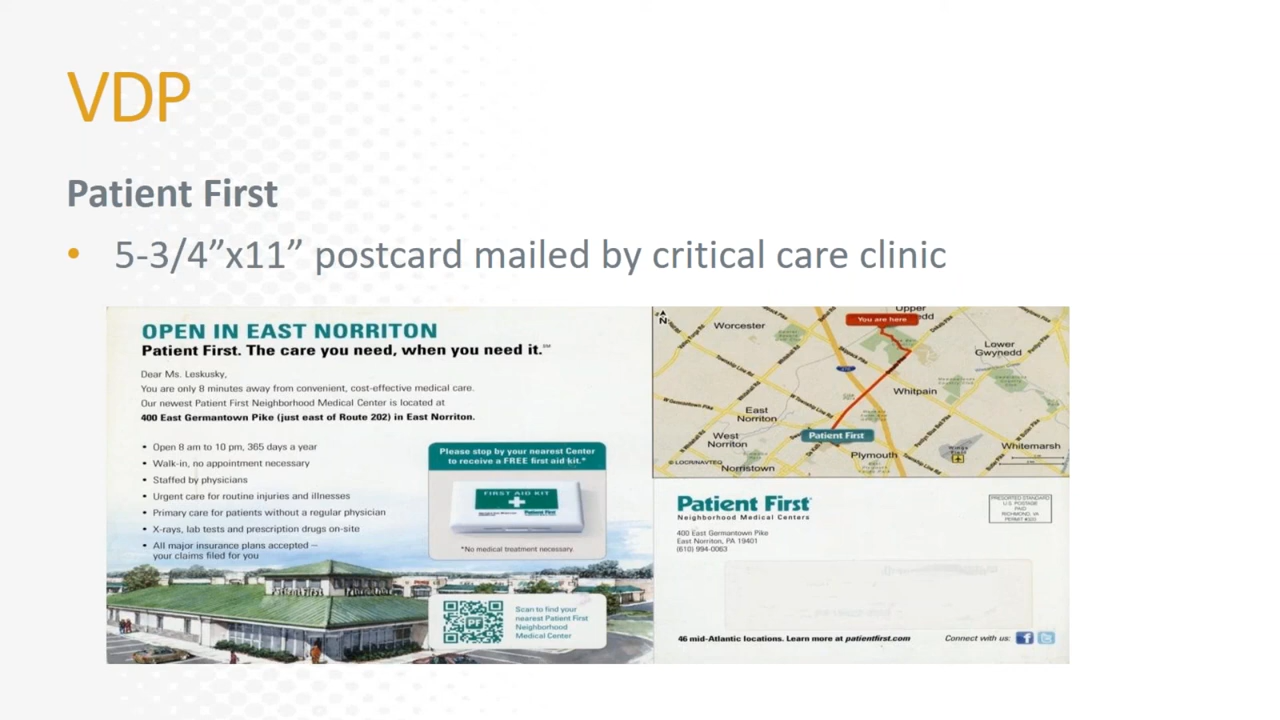 VDP
Patient First
• 5-3/4”x11” postcard mailed by critical care clinic
OPEN IN EAST NORRITON
Patient First. The care you need, when you need it.℠
Dear Ms. Leskusky,
You are only 8 minutes away from convenient, cost-effective medical care.
Our newest Patient First Neighborhood Medical Center is located at
400 East Germantown Pike (just east of Route 202) in East Norriton.
• Open 8 am to 10 pm, 365 days a year
• Walk-in, no appointment necessary
• Staffed by physicians
• Urgent care for routine injuries and illnesses
• Primary care for patients without a regular physician
• X-rays, lab tests and prescription drugs on-site
• All major insurance plans accepted –
your claims filed for you
Please stop by your nearest Center
to receive a FREE first aid kit.*
FIRST AID KIT
Patient First
*No medical treatment necessary.
PF
Scan to find your
nearest Patient First
Neighborhood
Medical Center
N
Upper
You are here
Worcester
Lower
Gwynedd
Whitpain
East
Norriton
West
Norriton
Patient First
Plymouth
Whitemarsh
Norristown
Patient First
Neighborhood Medical Centers
400 East Germantown Pike
East Norriton, PA 19401
(610) 994-0063
PRESORTED STANDARD
U.S. POSTAGE
PAID
RICHMOND, VA
46 mid-Atlantic locations. Learn more at patientfirst.com
Connect with us: